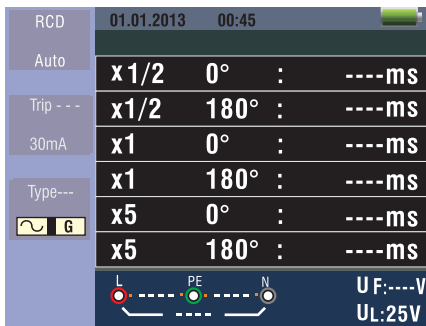 RCD 01.01.2013 00:45
Auto
x1/2 0° : ----ms
Trip - - -
x1/2 180° : ----ms
30mA
x1 0° : ----ms
x1 180° : ----ms
Type---
x5 0° : ----ms
G
x5 180° : ----ms
L PE N
UF:----V
----
UL:25V